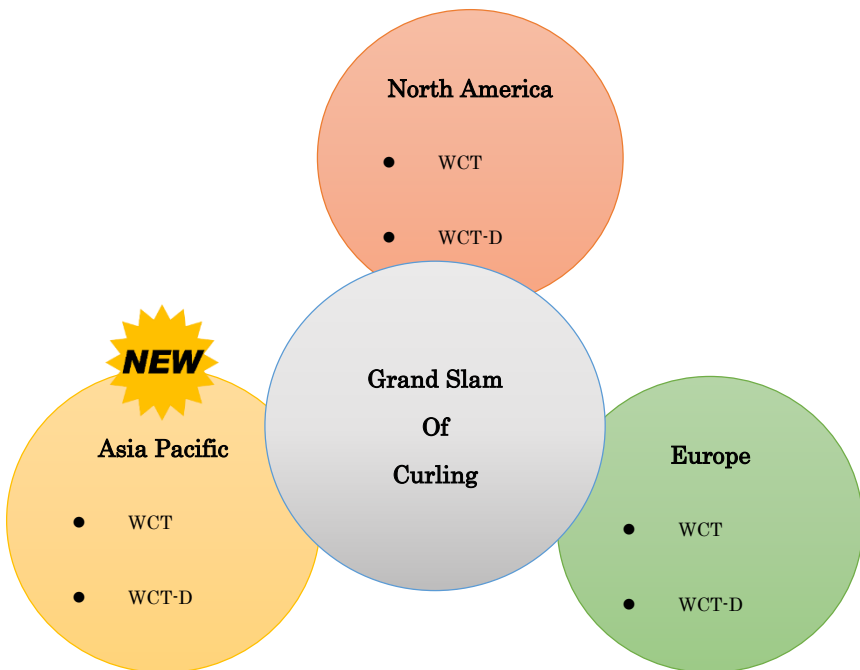 North America
● WCT
● WCT-D
Grand Slam
Of
Curling
NEW
Asia Pacific
● WCT
● WCT-D
Europe
● WCT
● WCT-D